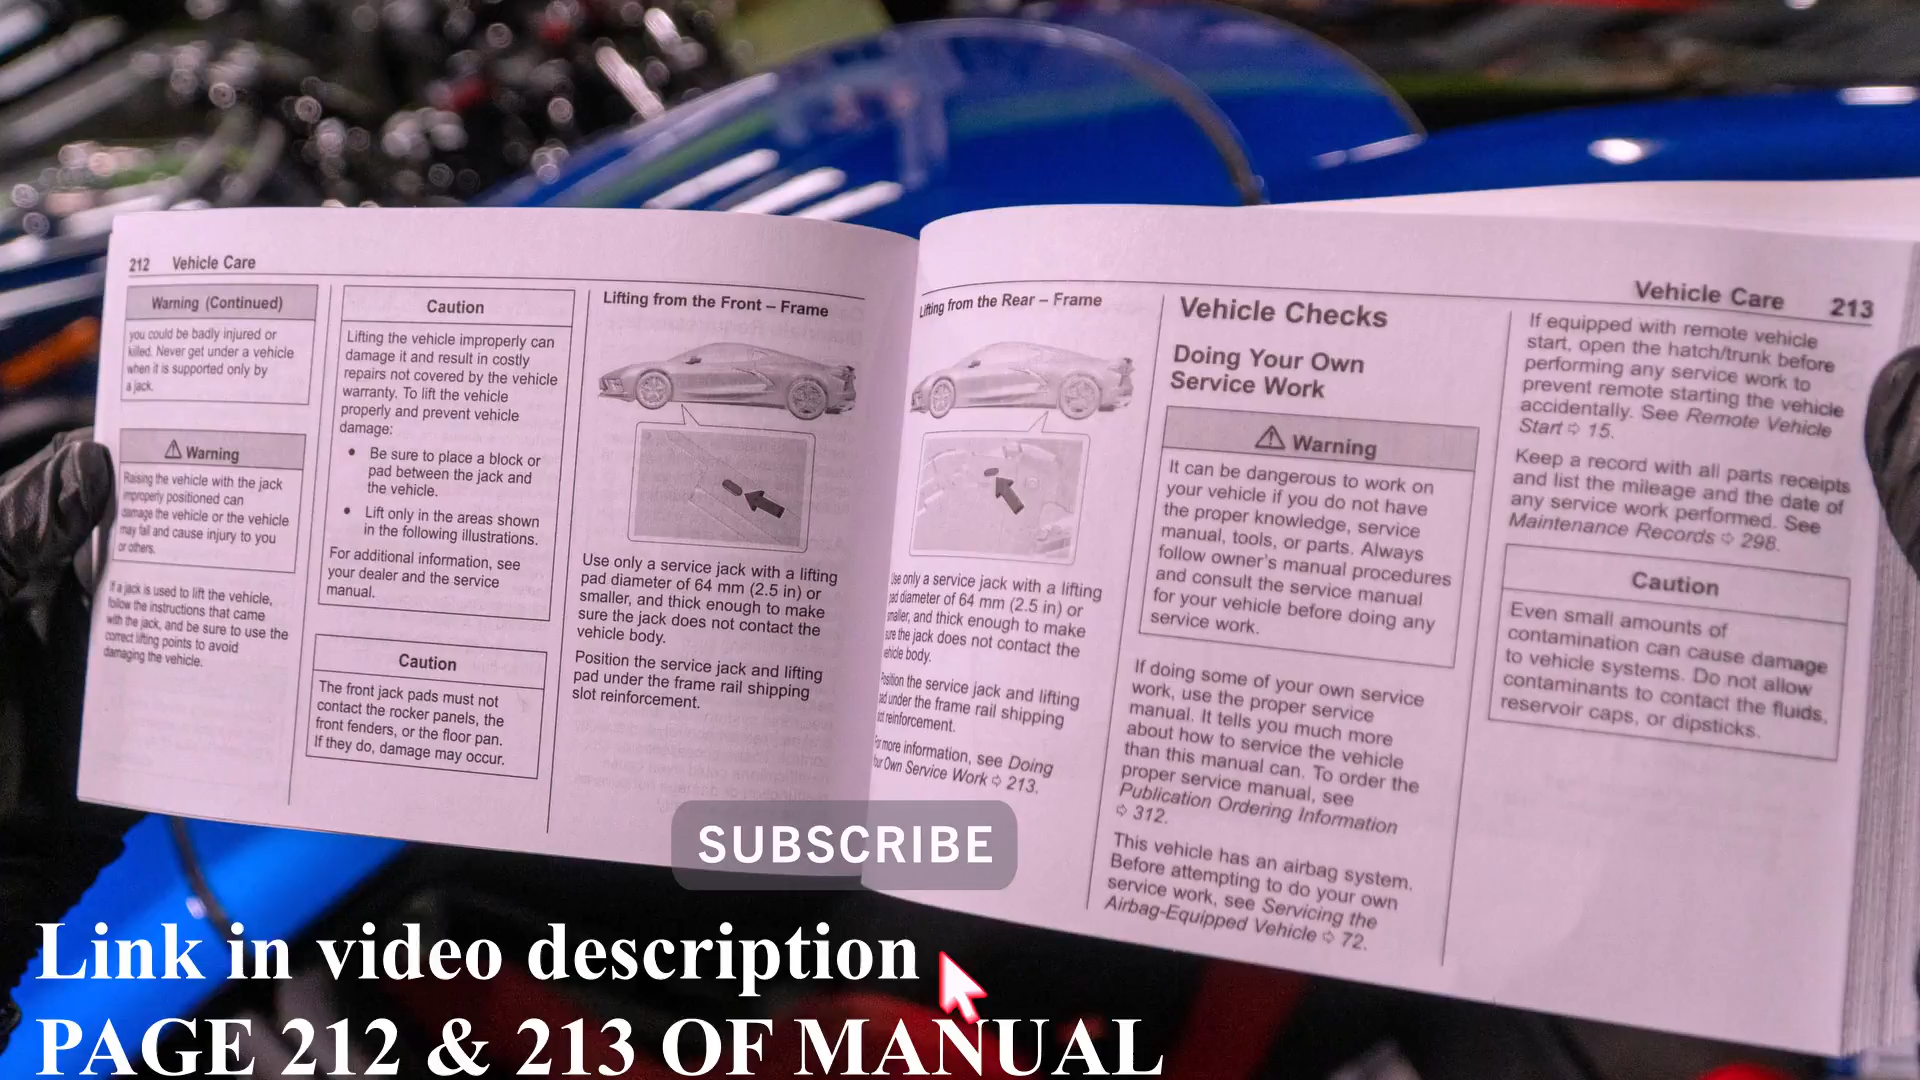 212 Vehicle Care
Warning (Continued)
you could be badly injured or
killed. Never get under a vehicle
when it is supported only by
a jack.
⚠ Warning
Raising the vehicle with the jack
improperly positioned can
damage the vehicle or the vehicle
may fall and cause injury to you
or others.
If a jack is used to lift the vehicle,
follow the instructions that came
with the jack, and be sure to use the
correct lifting points to avoid
damaging the vehicle.
Caution
Lifting the vehicle improperly can
damage it and result in costly
repairs not covered by the vehicle
warranty. To lift the vehicle
properly and prevent vehicle
damage:
• Be sure to place a block or
pad between the jack and
the vehicle.
• Lift only in the areas shown
in the following illustrations.
For additional information, see
your dealer and the service
manual.
Caution
The front jack pads must not
contact the rocker panels, the
front fenders, or the floor pan.
If they do, damage may occur.
Lifting from the Front – Frame
Use only a service jack with a lifting
pad diameter of 64 mm (2.5 in) or
smaller, and thick enough to make
sure the jack does not contact the
vehicle body.
Position the service jack and lifting
pad under the frame rail shipping
slot reinforcement.
Vehicle Care 213
Lifting from the Rear – Frame
Use only a service jack with a lifting
pad diameter of 64 mm (2.5 in) or
smaller, and thick enough to make
sure the jack does not contact the
vehicle body.
Position the service jack and lifting
pad under the frame rail shipping
slot reinforcement.
For more information, see Doing
Your Own Service Work ⇨ 213.
Vehicle Checks
Doing Your Own
Service Work
⚠ Warning
It can be dangerous to work on
your vehicle if you do not have
the proper knowledge, service
manual, tools, or parts. Always
follow owner's manual procedures
and consult the service manual
for your vehicle before doing any
service work.
If doing some of your own service
work, use the proper service
manual. It tells you much more
about how to service the vehicle
than this manual can. To order the
proper service manual, see
Publication Ordering Information
⇨ 312.
This vehicle has an airbag system.
Before attempting to do your own
service work, see Servicing the
Airbag-Equipped Vehicle ⇨ 72.
If equipped with remote vehicle
start, open the hatch/trunk before
performing any service work to
prevent remote starting the vehicle
accidentally. See Remote Vehicle
Start ⇨ 15.
Keep a record with all parts receipts
and list the mileage and the date of
any service work performed. See
Maintenance Records ⇨ 298.
Caution
Even small amounts of
contamination can cause damage
to vehicle systems. Do not allow
contaminants to contact the fluids,
reservoir caps, or dipsticks.
SUBSCRIBE
Link in video description
PAGE 212 & 213 OF MANUAL